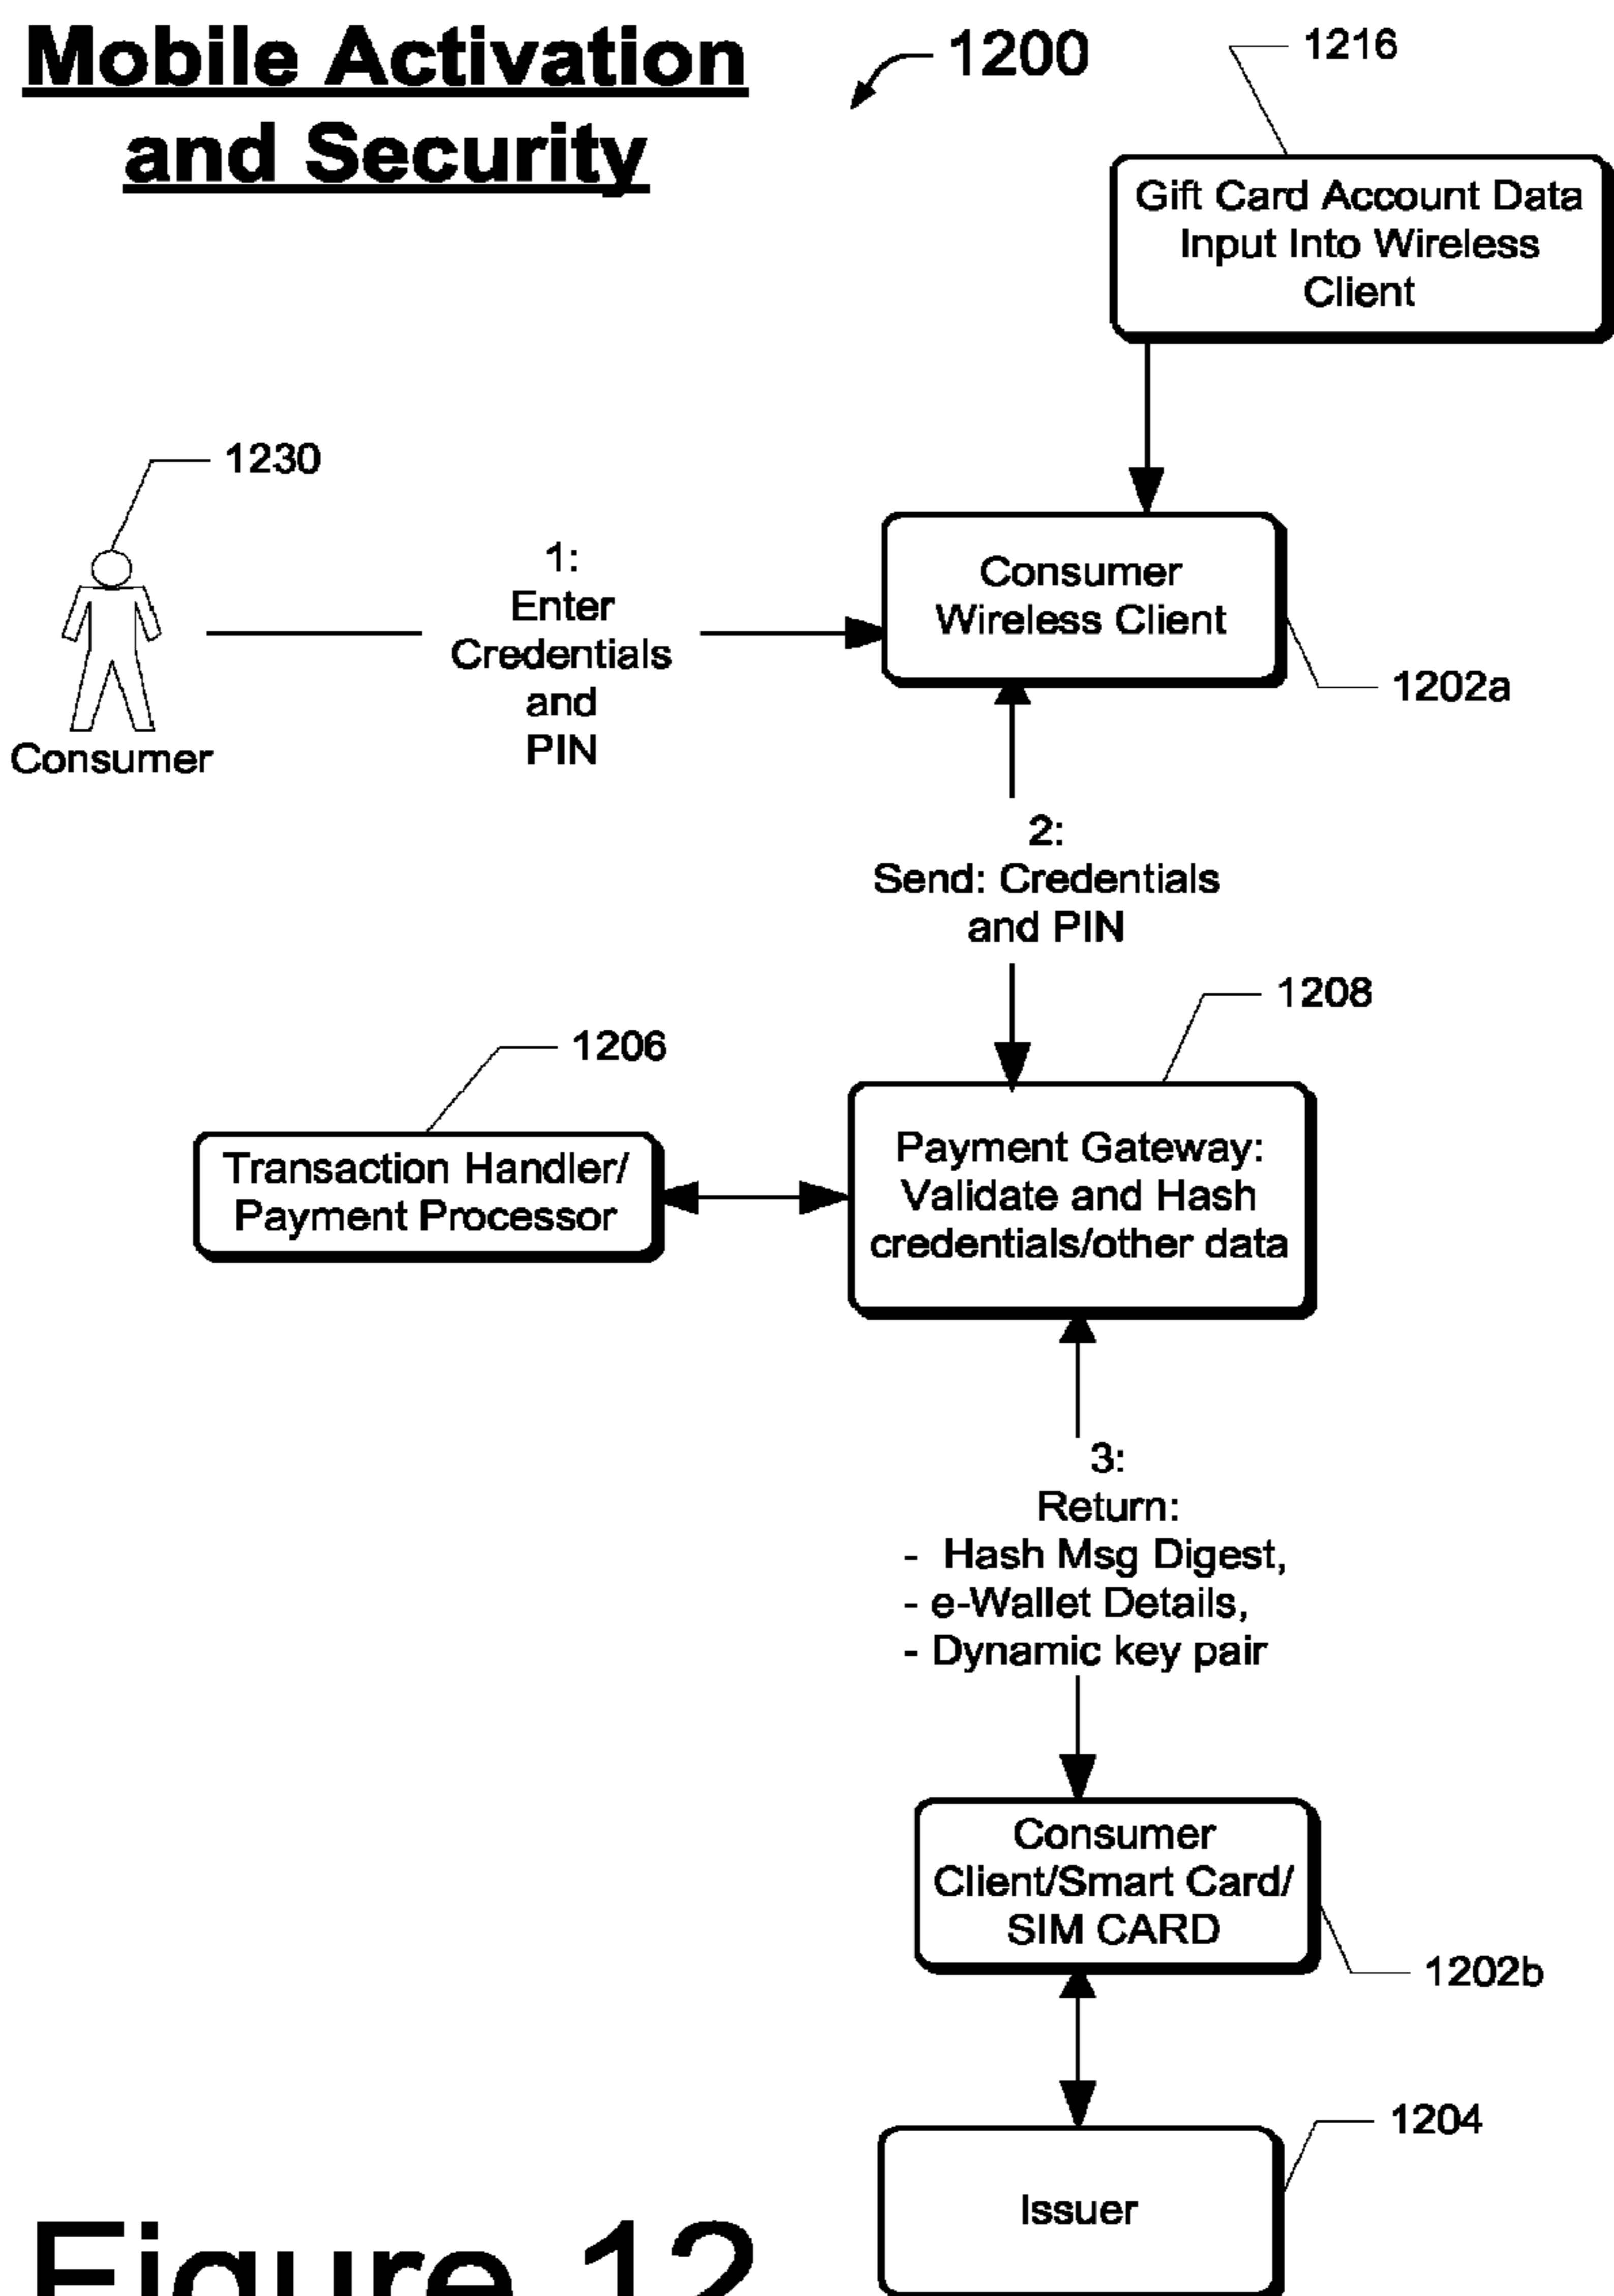 Mobile Activation
and Security
1200
1216
Gift Card Account Data
Input Into Wireless
Client
1230
Consumer
1:
Enter
Credentials
and
PIN
Consumer
Wireless Client
1202a
2:
Send: Credentials
and PIN
1208
1206
Transaction Handler/
Payment Processor
Payment Gateway:
Validate and Hash
credentials/other data
3:
Return:
- Hash Msg Digest,
- e-Wallet Details,
- Dynamic key pair
Consumer
Client/Smart Card/
SIM CARD
1202b
1204
Issuer
Figure 12